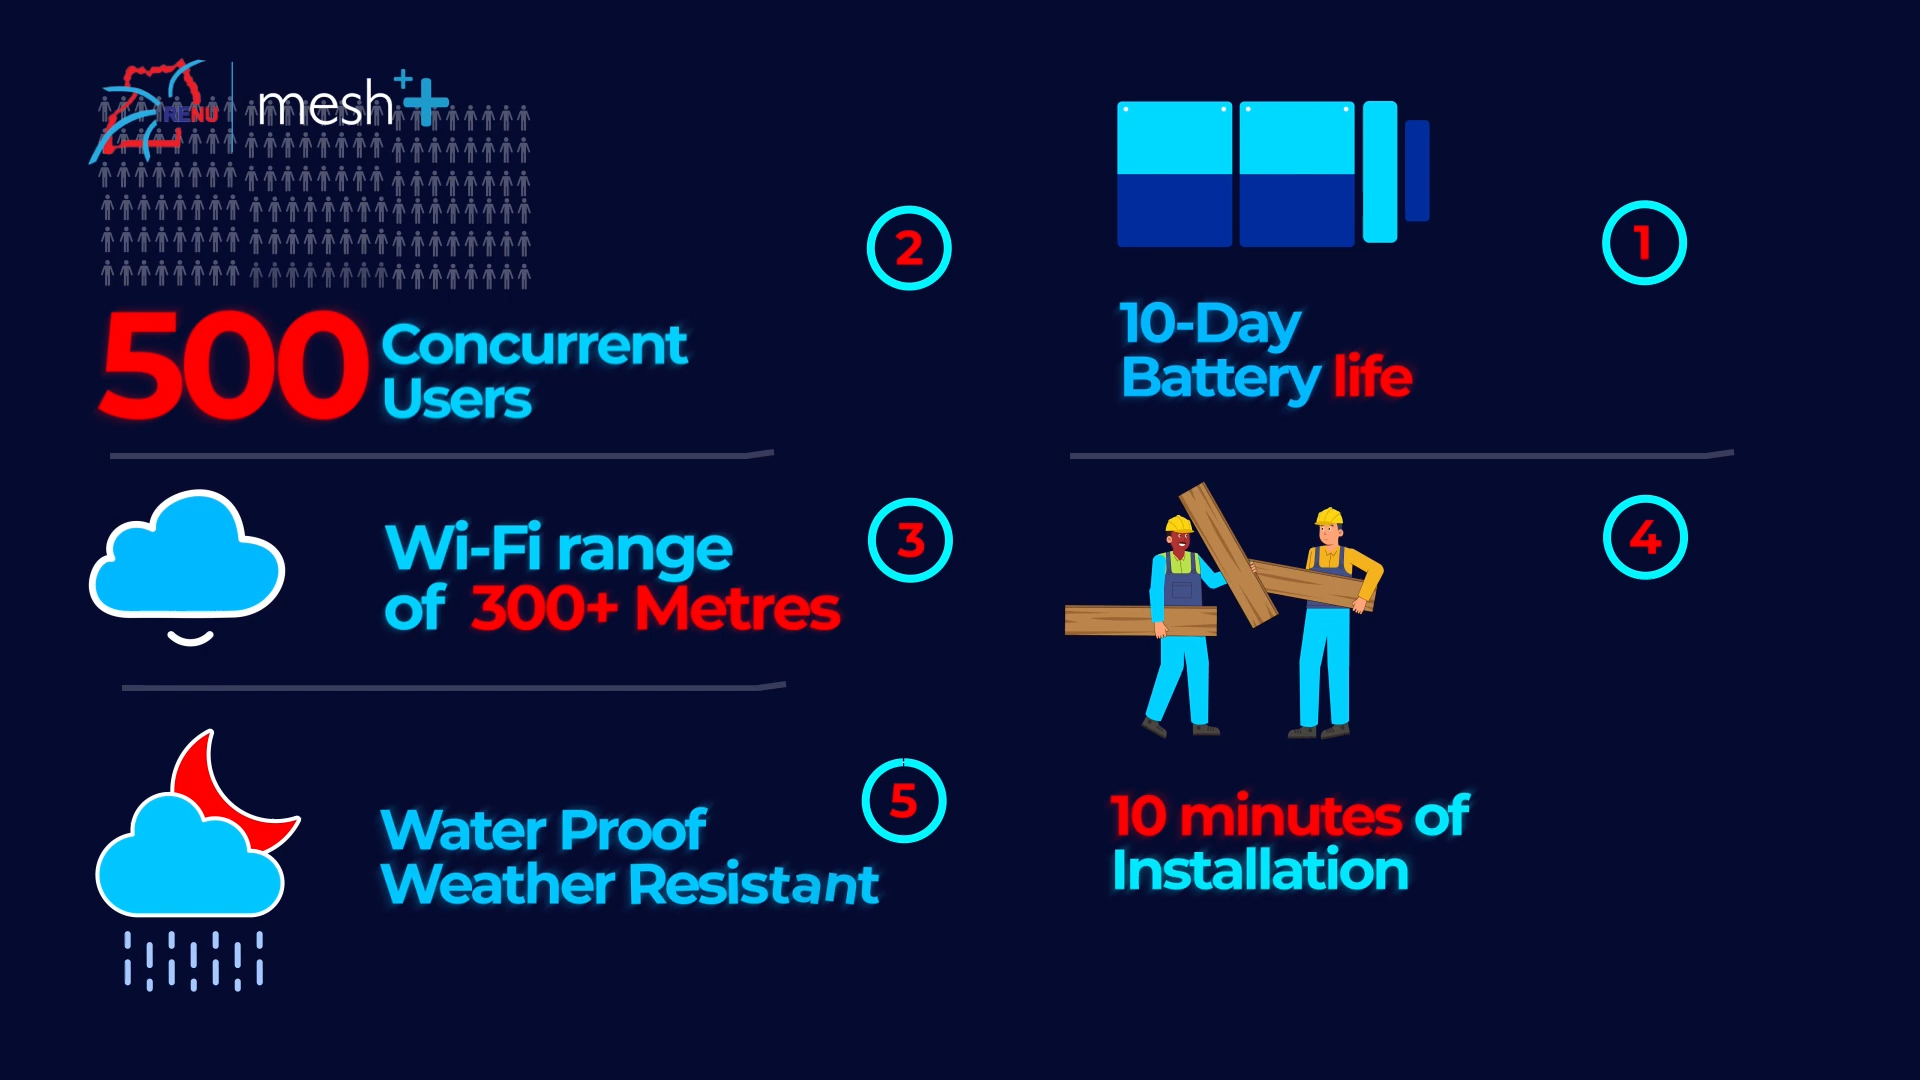 RENU
mesh++
2
500 Concurrent
Users
1
10-Day
Battery life
3
Wi-Fi range
of 300+ Metres
4
10 minutes of
Installation
5
Water Proof
Weather Resistant